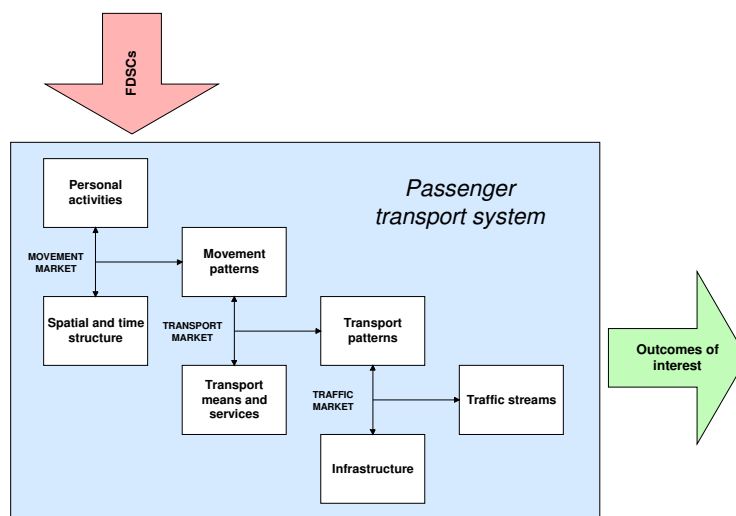 FDSCs
Passenger
transport system
Personal
activities
MOVEMENT
MARKET
Movement
patterns
Spatial and time
structure
TRANSPORT
MARKET
Transport
patterns
Transport
means and
services
TRAFFIC
MARKET
Traffic streams
Infrastructure
Outcomes of
interest